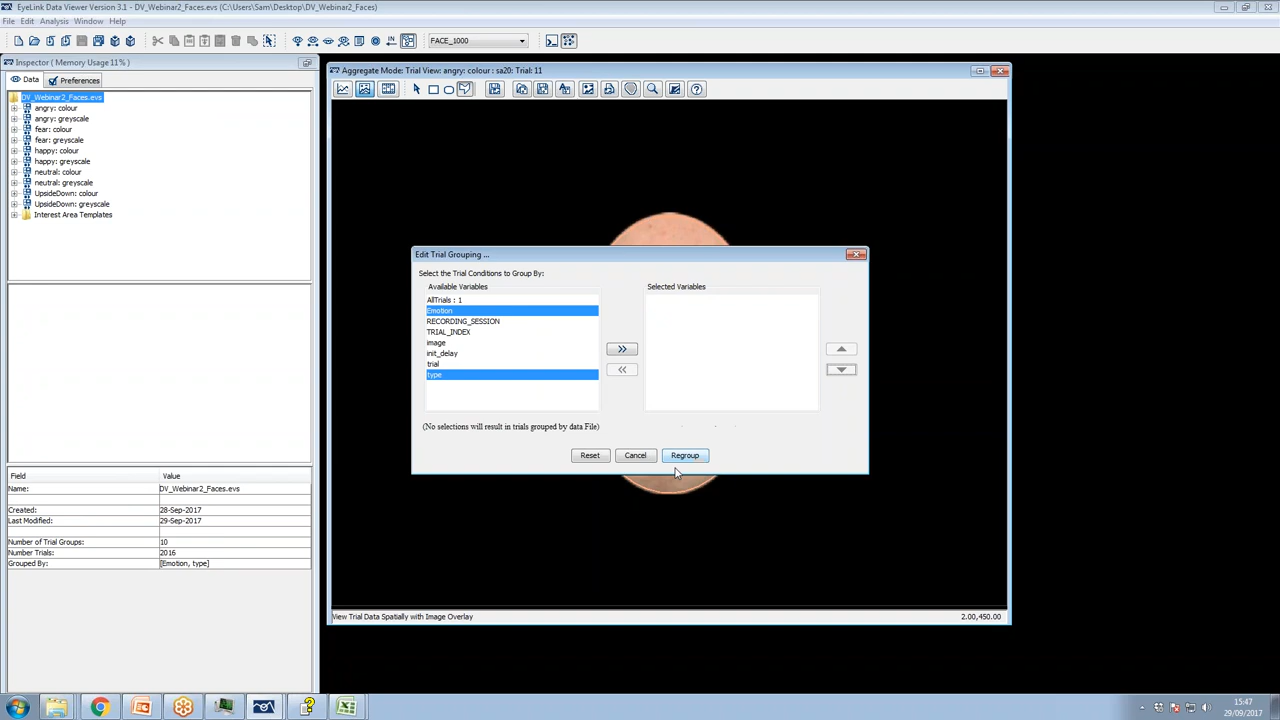 EyeLink Data Viewer Version 3.1 - DV_Webinar2_Faces.evs (C:\Users\Sam\Desktop\DV_Webinar2_Faces)
File Edit Analysis Window Help
IN
FACE_1000
Inspector ( Memory Usage 11% )
Data Preferences
DV_Webinar2_Faces.evs
angry: colour
angry: greyscale
fear: colour
fear: greyscale
happy: colour
happy: greyscale
neutral: colour
neutral: greyscale
UpsideDown: colour
UpsideDown: greyscale
Interest Area Templates
Field Value
Name: DV_Webinar2_Faces.evs
Created: 28-Sep-2017
Last Modified: 29-Sep-2017
Number of Trial Groups: 10
Number Trials: 2016
Grouped By: [Emotion, type]
Aggregate Mode: Trial View: angry: colour : sa20: Trial: 11
Edit Trial Grouping ...
Select the Trial Conditions to Group By:
Available Variables
AllTrials : 1
Emotion
RECORDING_SESSION
TRIAL_INDEX
image
init_delay
trial
type
>>
<<
Selected Variables
(No selections will result in trials grouped by data File)
Reset Cancel Regroup
View Trial Data Spatially with Image Overlay 2.00,450.00
15:47
29/09/2017